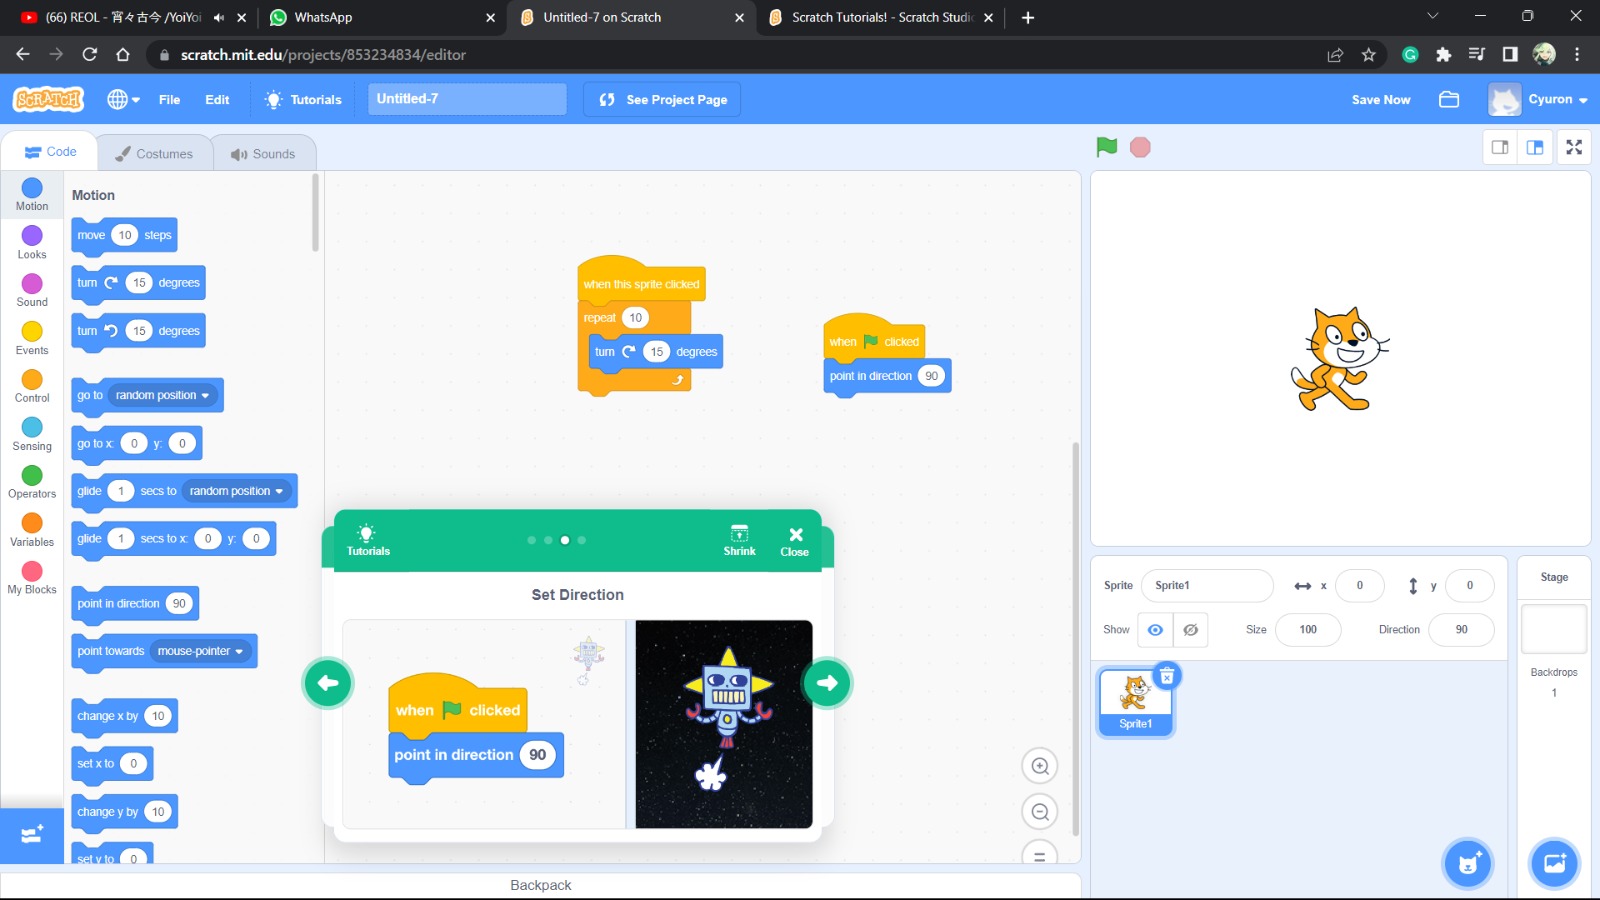 (66) REOL - 宵々古今 /YoiYoi
WhatsApp
Untitled-7 on Scratch
Scratch Tutorials! - Scratch Studio
scratch.mit.edu/projects/853234834/editor
SCRATCH
File
Edit
Tutorials
Untitled-7
See Project Page
Save Now
Cyuron
Code
Costumes
Sounds
Motion
Looks
Sound
Events
Control
Sensing
Operators
Variables
My Blocks
Motion
move 10 steps
turn 15 degrees
turn 15 degrees
go to random position
go to x: 0 y: 0
glide 1 secs to random position
glide 1 secs to x: 0 y: 0
point in direction 90
point towards mouse-pointer
change x by 10
set x to 0
change y by 10
set y to 0
when this sprite clicked
repeat 10
turn 15 degrees
when clicked
point in direction 90
Tutorials
Shrink
Close
Set Direction
when clicked
point in direction 90
Backpack
Sprite Sprite1 x 0 y 0
Show Size 100 Direction 90
Sprite1
Stage
Backdrops
1